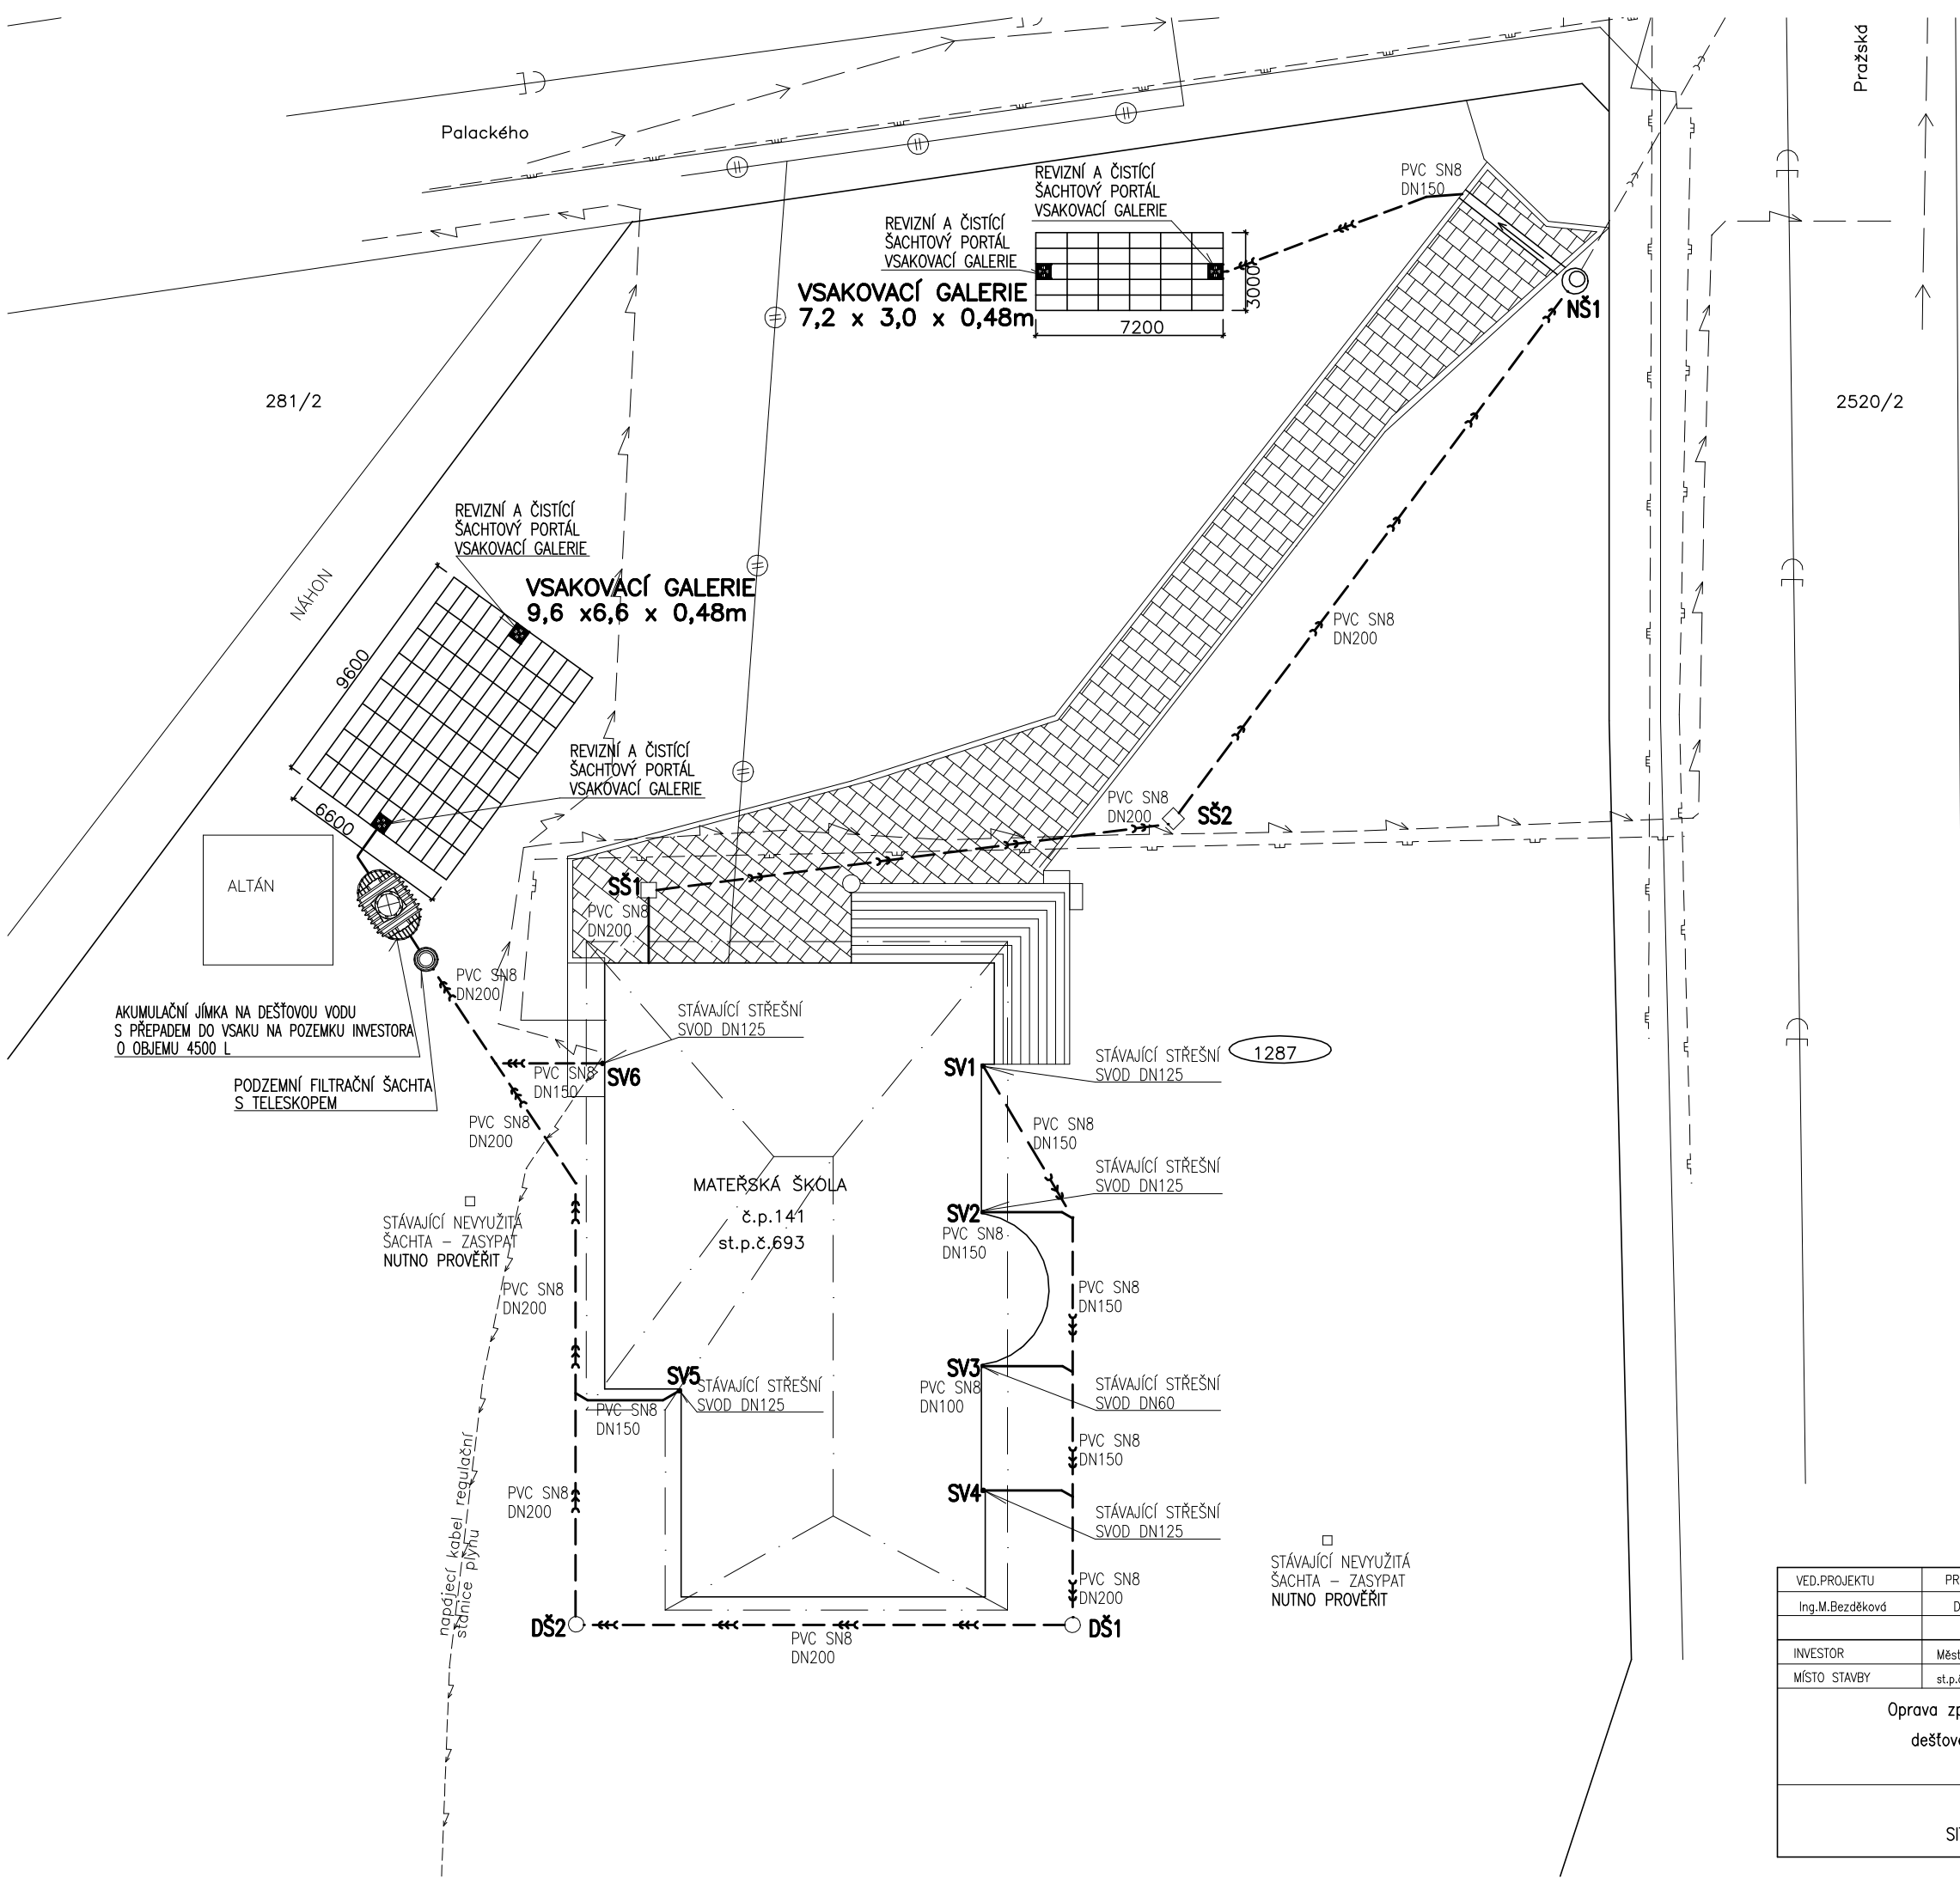 Pražská
Palackého
REVIZNÍ A ČISTÍCÍ
ŠACHTOVÝ PORTÁL
VSAKOVACÍ GALERIE
PVC SN8
DN150
REVIZNÍ A ČISTÍCÍ
ŠACHTOVÝ PORTÁL
VSAKOVACÍ GALERIE
VSAKOVACÍ GALERIE
7,2 x 3,0 x 0,48m
3000
7200
NŠ1
281/2
2520/2
REVIZNÍ A ČISTÍCÍ
ŠACHTOVÝ PORTÁL
VSAKOVACÍ GALERIE
VSAKOVACÍ GALERIE
9,6 x6,6 x 0,48m
NÁHON
9600
6600
PVC SN8
DN200
REVIZNÍ A ČISTÍCÍ
ŠACHTOVÝ PORTÁL
VSAKOVACÍ GALERIE
PVC SN8
DN200
SŠ2
ALTÁN
SŠ1
PVC SN8
DN200
PVC SN8
DN200
AKUMULAČNÍ JÍMKA NA DEŠŤOVOU VODU
S PŘEPADEM DO VSAKU NA POZEMKU INVESTORA
O OBJEMU 4500 L
STÁVAJÍCÍ STŘEŠNÍ
SVOD DN125
PODZEMNÍ FILTRAČNÍ ŠACHTA
S TELESKOPEM
PVC SN8
DN150
SV6
SV1
STÁVAJÍCÍ STŘEŠNÍ
SVOD DN125
1287
PVC SN8
DN200
PVC SN8
DN150
STÁVAJÍCÍ STŘEŠNÍ
SVOD DN125
MATEŘSKÁ ŠKOLA
č.p.141
st.p.č.693
SV2
PVC SN8
DN150
STÁVAJÍCÍ NEVYUŽITÁ
ŠACHTA – ZASYPAT
NUTNO PROVĚŘIT
PVC SN8
DN200
PVC SN8
DN150
SV5
STÁVAJÍCÍ STŘEŠNÍ
SVOD DN125
PVC SN8
DN150
SV3
PVC SN8
DN100
STÁVAJÍCÍ STŘEŠNÍ
SVOD DN60
PVC SN8
DN150
napájecí kabel regulační
stanice plynu
PVC SN8
DN200
SV4
STÁVAJÍCÍ STŘEŠNÍ
SVOD DN125
STÁVAJÍCÍ NEVYUŽITÁ
ŠACHTA – ZASYPAT
NUTNO PROVĚŘIT
PVC SN8
DN200
DŠ2
DŠ1
PVC SN8
DN200
VED.PROJEKTU
Ing.M.Bezděková
INVESTOR
MÍSTO STAVBY
Oprava